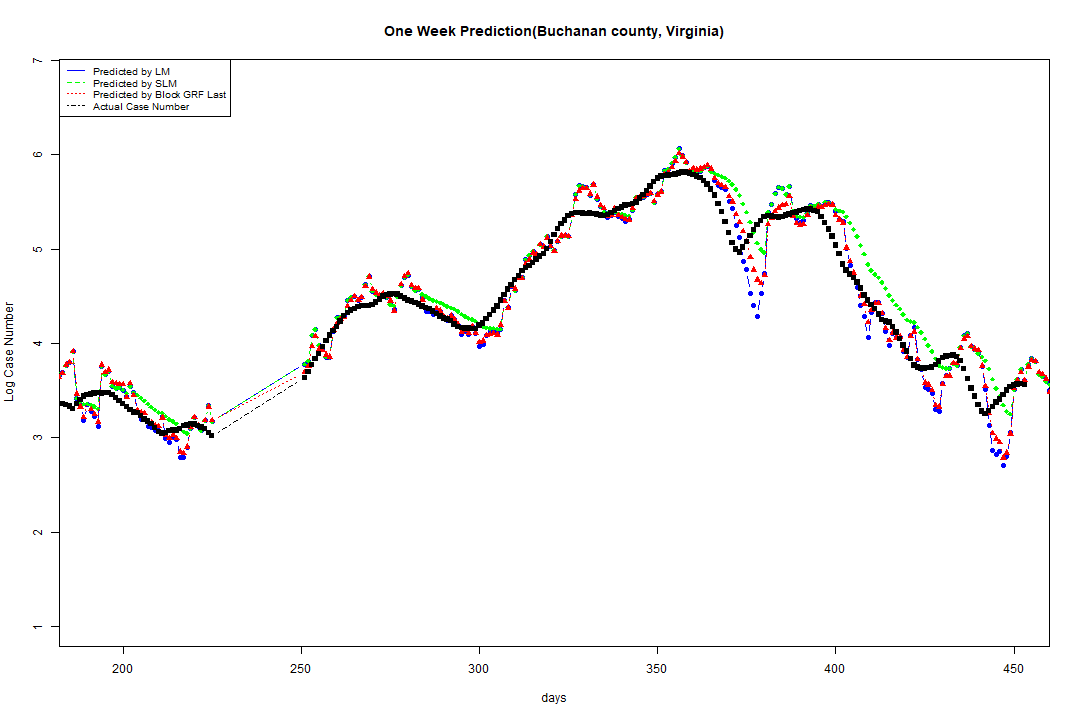 One Week Prediction(Buchanan county, Virginia)
Predicted by LM
Predicted by SLM
Predicted by Block GRF Last
Actual Case Number
7
6
5
4
3
2
1
Log Case Number
200 250 300 350 400 450
days